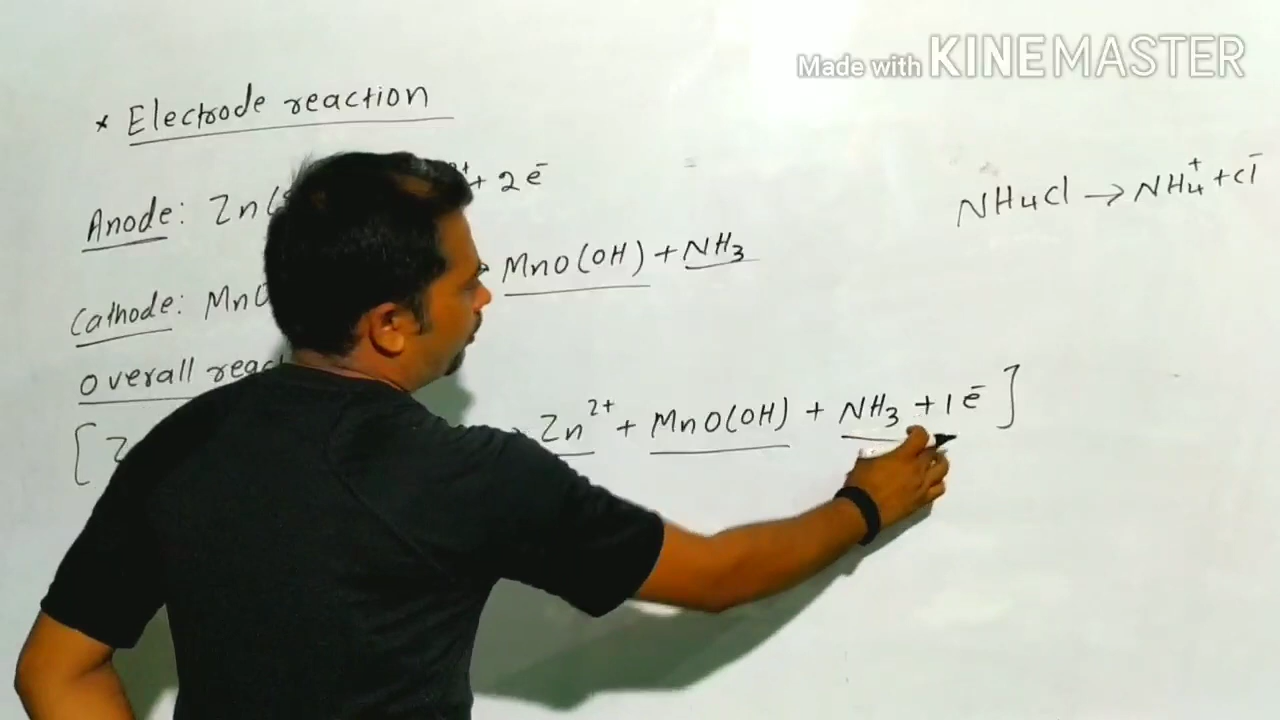 Made with KINEMASTER
* Electrode reaction
Anode: Zn( + 2e⁻
NH4Cl → NH4⁺ + Cl⁻
Cathode: MnO → MnO(OH) + NH3
Overall reac
[ Z → Zn²⁺ + MnO(OH) + NH3 + 1e⁻ ]